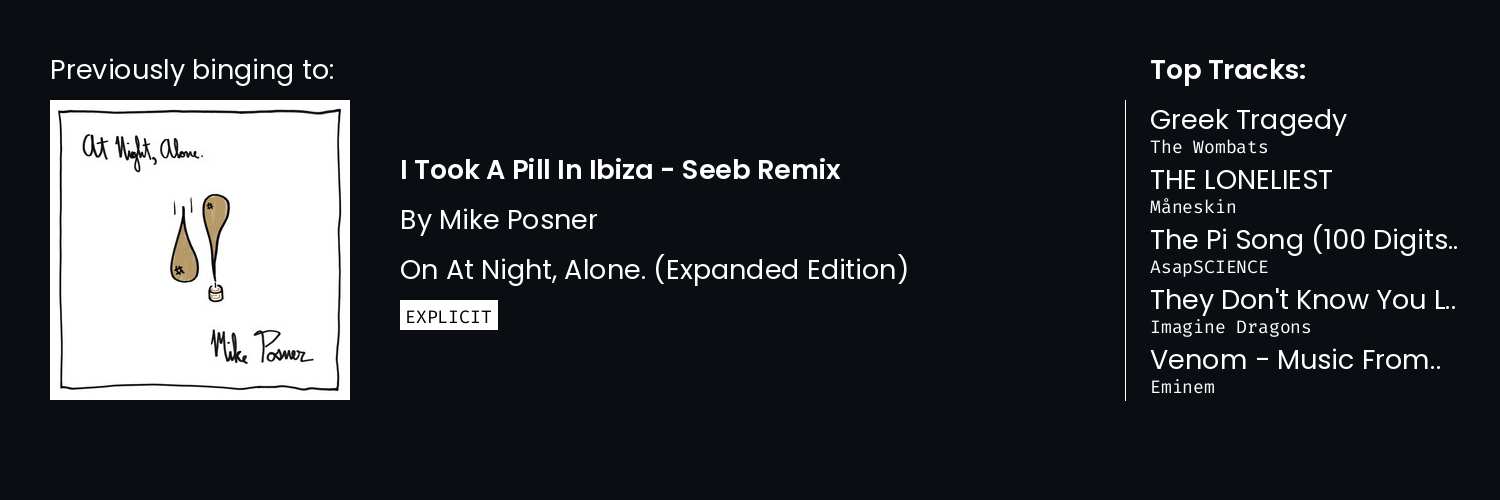 Previously binging to:
At Night, Alone.
Mike Posner
I Took A Pill In Ibiza - Seeb Remix
By Mike Posner
On At Night, Alone. (Expanded Edition)
EXPLICIT
Top Tracks:
Greek Tragedy
The Wombats
THE LONELIEST
Måneskin
The Pi Song (100 Digits..
AsapSCIENCE
They Don't Know You L..
Imagine Dragons
Venom - Music From..
Eminem